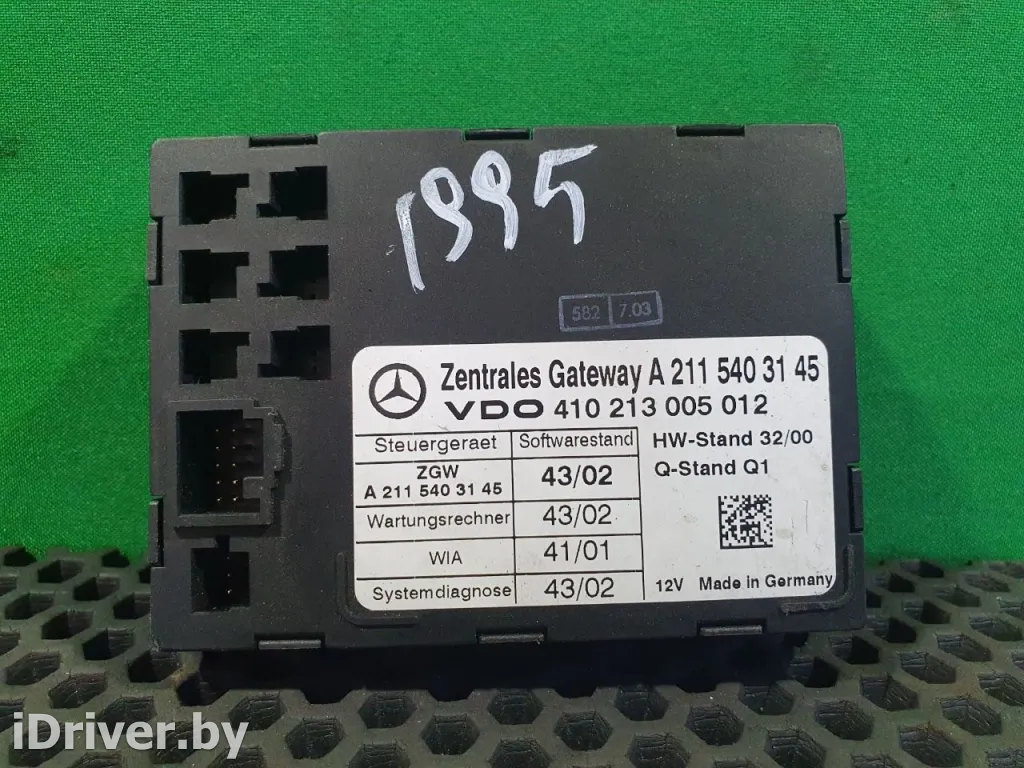 1995
582 7.03
Zentrales Gateway A 211 540 31 45
VDO 410 213 005 012
Steuergeraet Softwarestand
HW-Stand 32/00
ZGW
A 211 540 31 45 43/02
Q-Stand Q1
Wartungsrechner 43/02
WIA 41/01
Systemdiagnose 43/02
12V Made in Germany
iDriver.by